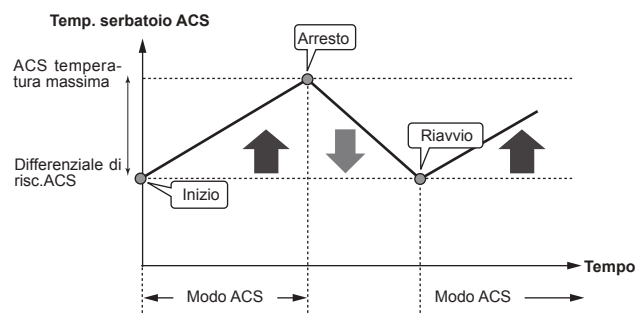 Temp. serbatoio ACS
Arresto
ACS tempera-
tura massima
Riavvio
Differenziale di
risc.ACS
Inizio
Tempo
Modo ACS
Modo ACS